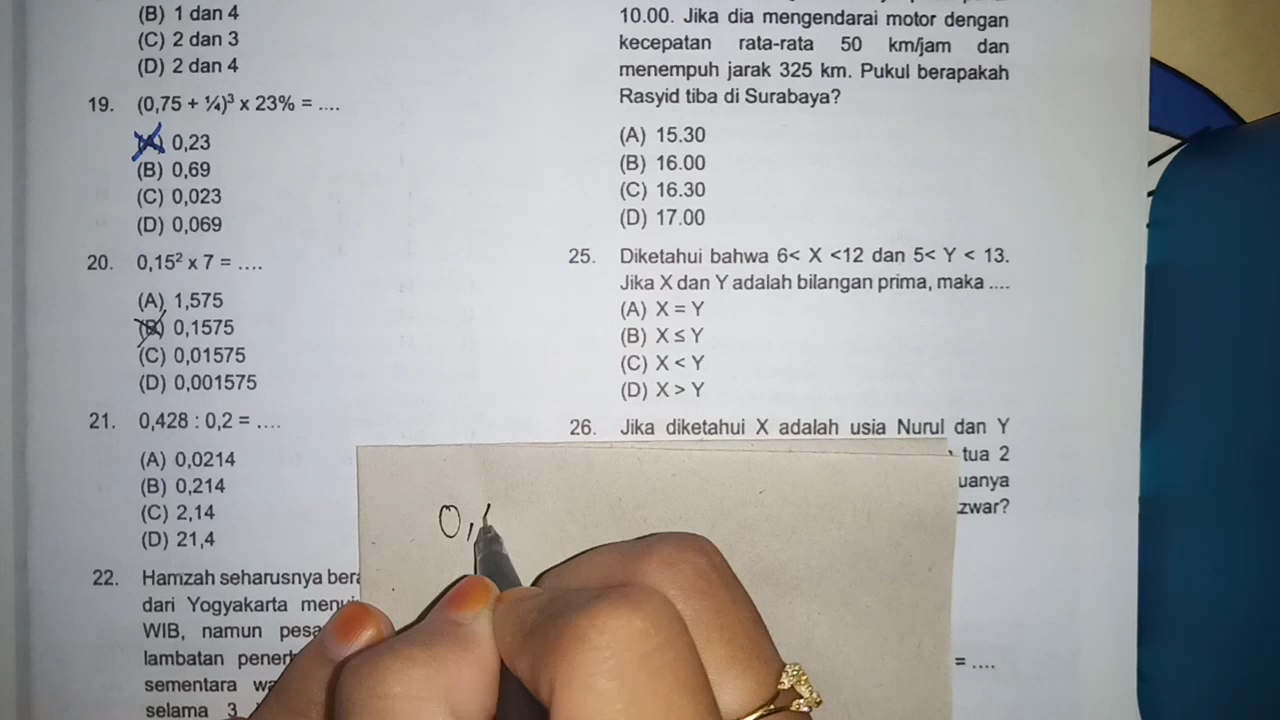 (B) 1 dan 4
(C) 2 dan 3
(D) 2 dan 4
19. (0,75 + ¼)³ x 23% = ....
(A) 0,23
(B) 0,69
(C) 0,023
(D) 0,069
20. 0,15² x 7 = ....
(A) 1,575
(B) 0,1575
(C) 0,01575
(D) 0,001575
21. 0,428 : 0,2 = ....
(A) 0,0214
(B) 0,214
(C) 2,14
(D) 21,4
22. Hamzah seharusnya
dari Yogyakarta
WIB, namun
lambatan
sementara
selama 3
10.00. Jika dia mengendarai motor dengan
kecepatan rata-rata 50 km/jam dan
menempuh jarak 325 km. Pukul berapakah
Rasyid tiba di Surabaya?
(A) 15.30
(B) 16.00
(C) 16.30
(D) 17.00
25. Diketahui bahwa 6< X <12 dan 5< Y < 13.
Jika X dan Y adalah bilangan prima, maka ....
(A) X = Y
(B) X ≤ Y
(C) X < Y
(D) X > Y
26. Jika diketahui X adalah usia Nurul dan Y
tua 2
uanya
zwar?
= ....
0,